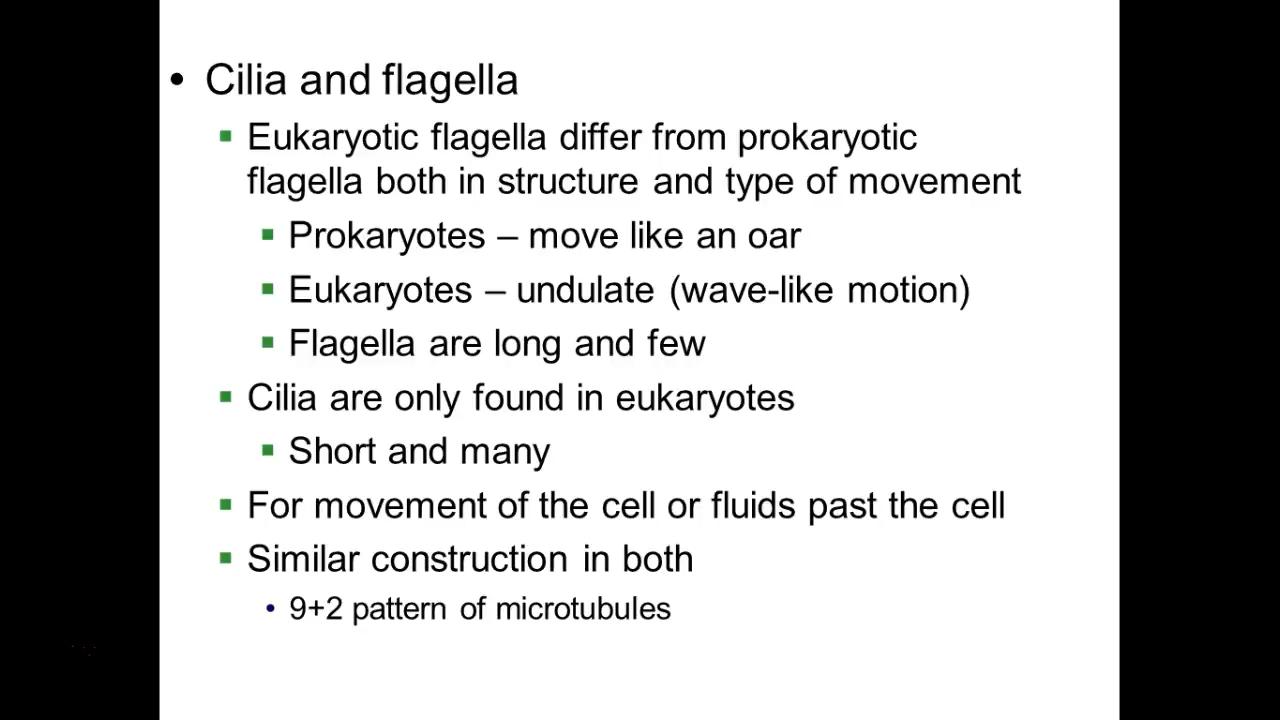 • Cilia and flagella
▪ Eukaryotic flagella differ from prokaryotic
flagella both in structure and type of movement
▪ Prokaryotes – move like an oar
▪ Eukaryotes – undulate (wave-like motion)
▪ Flagella are long and few
▪ Cilia are only found in eukaryotes
▪ Short and many
▪ For movement of the cell or fluids past the cell
▪ Similar construction in both
• 9+2 pattern of microtubules